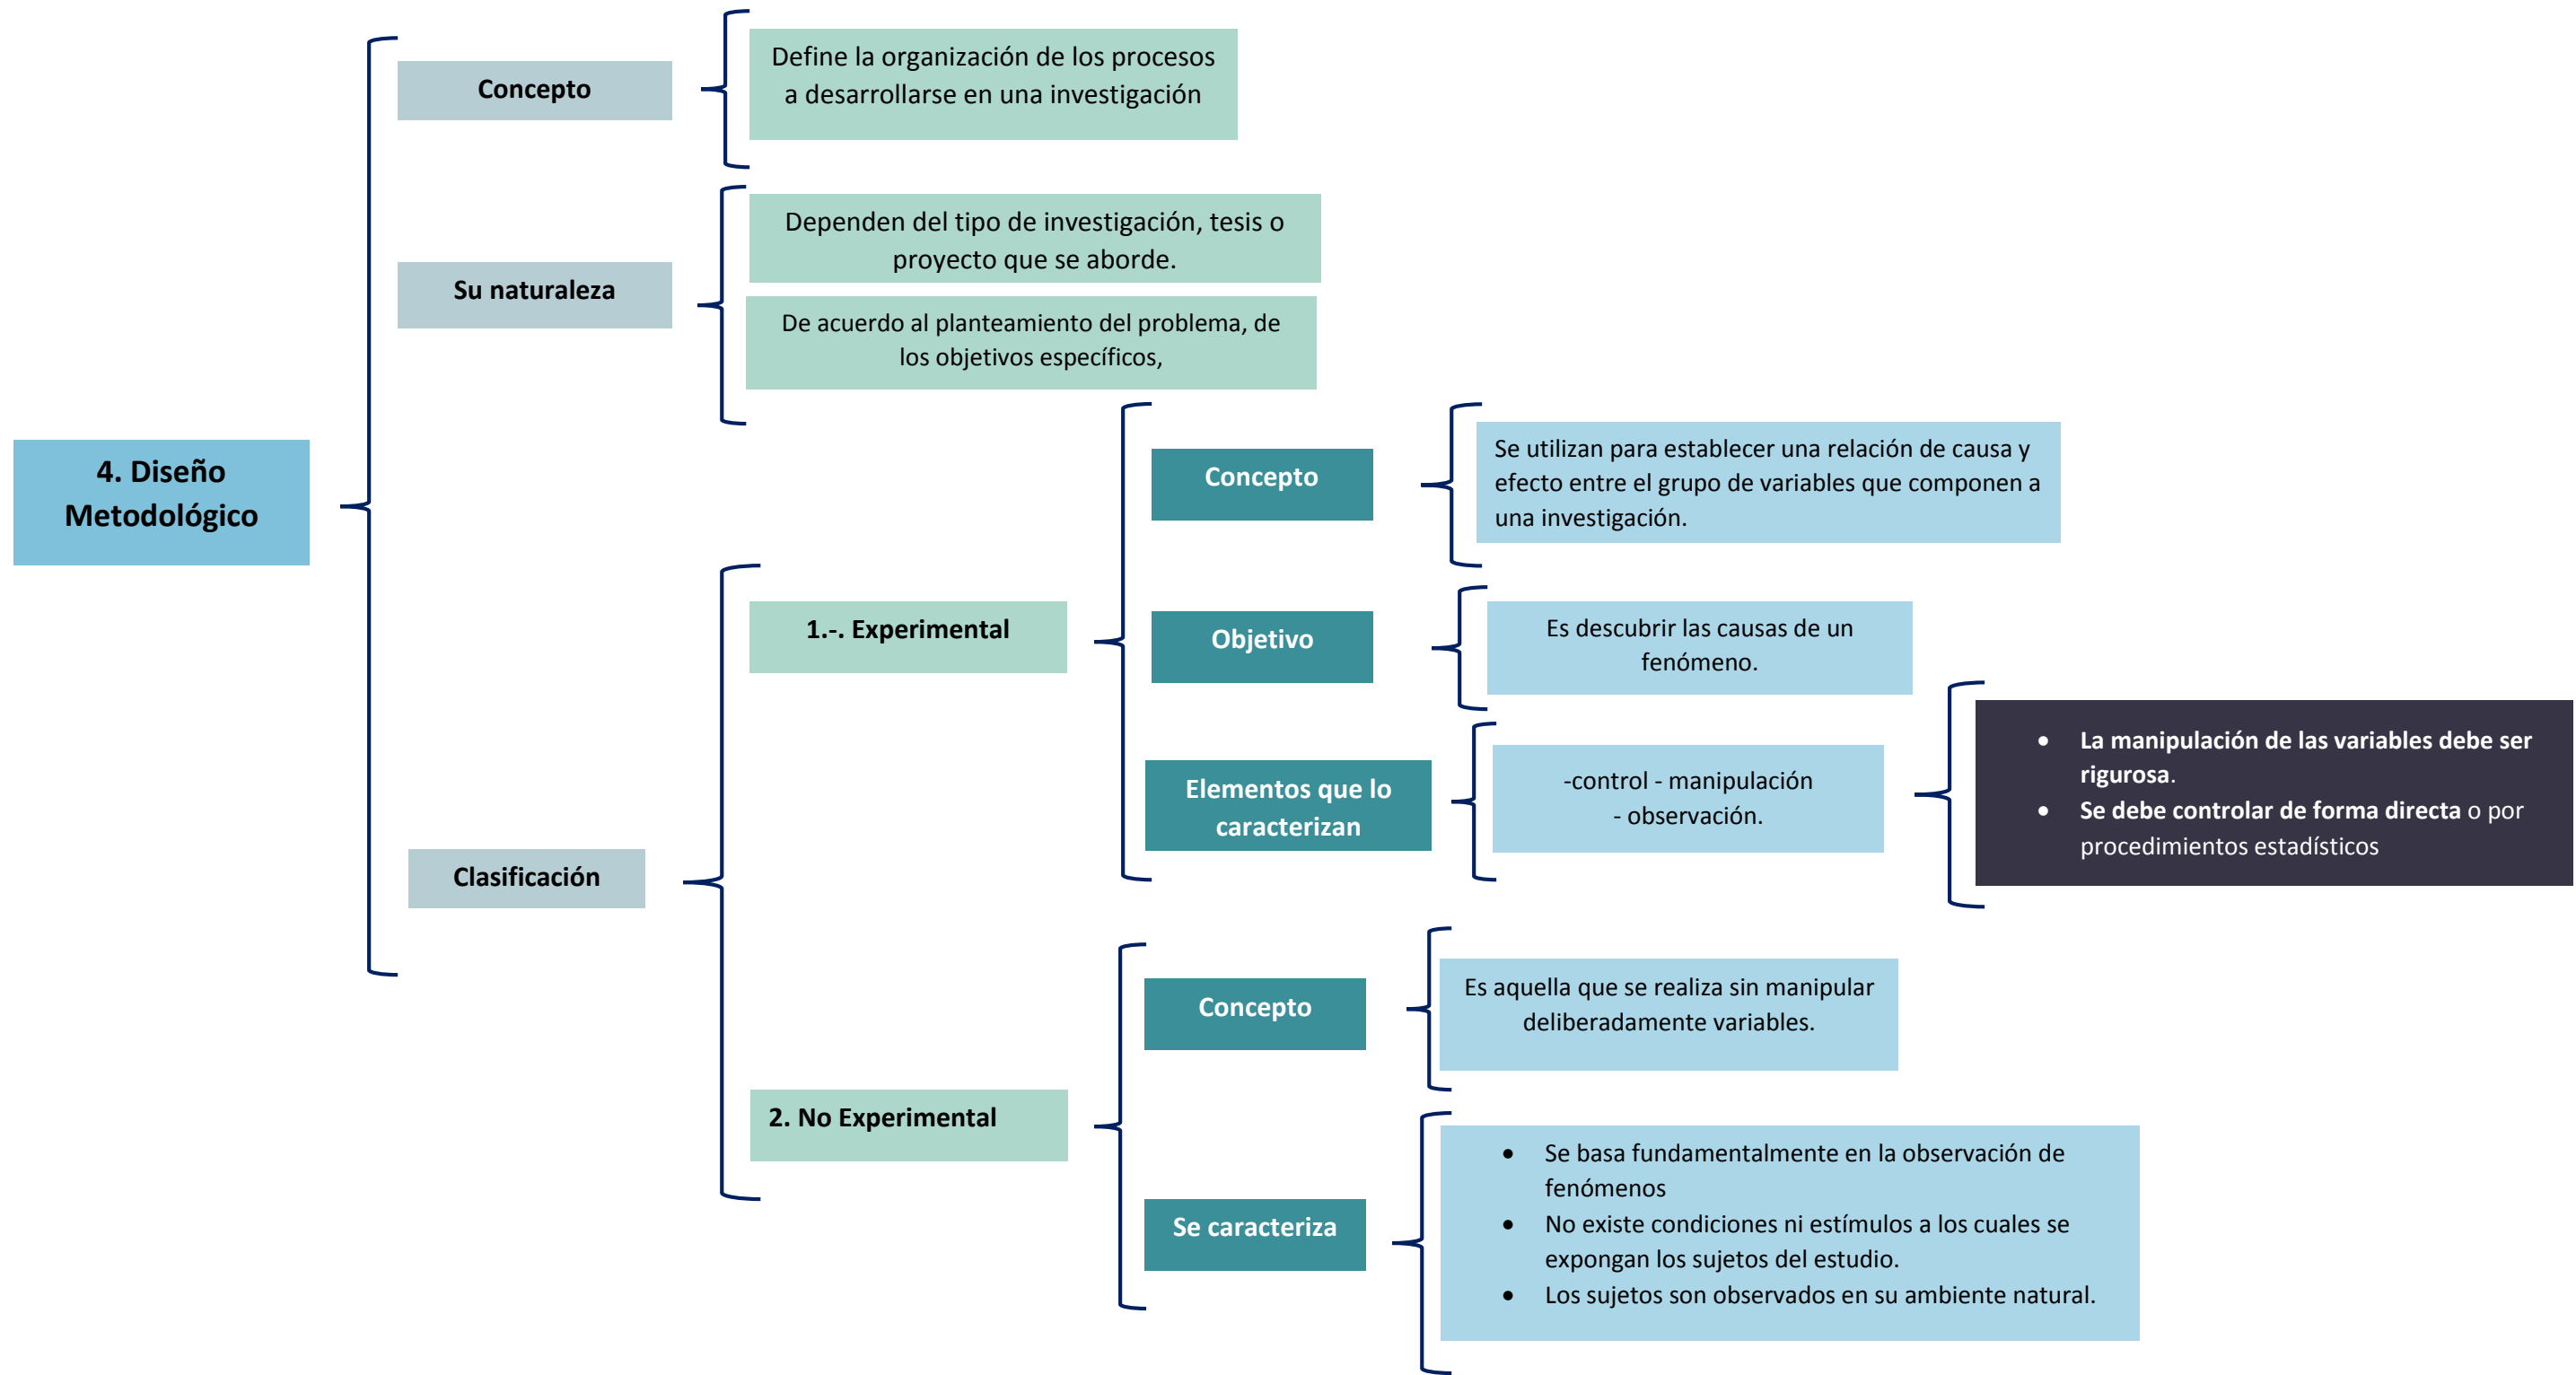 4. Diseño
Metodológico
Concepto
Define la organización de los procesos
a desarrollarse en una investigación
Su naturaleza
Dependen del tipo de investigación, tesis o
proyecto que se aborde.
De acuerdo al planteamiento del problema, de
los objetivos específicos,
Clasificación
1.-. Experimental
Concepto
Se utilizan para establecer una relación de causa y
efecto entre el grupo de variables que componen a
una investigación.
Objetivo
Es descubrir las causas de un
fenómeno.
Elementos que lo
caracterizan
-control - manipulación
- observación.
• La manipulación de las variables debe ser
rigurosa.
• Se debe controlar de forma directa o por
procedimientos estadísticos
2. No Experimental
Concepto
Es aquella que se realiza sin manipular
deliberadamente variables.
Se caracteriza
• Se basa fundamentalmente en la observación de
fenómenos
• No existe condiciones ni estímulos a los cuales se
expongan los sujetos del estudio.
• Los sujetos son observados en su ambiente natural.